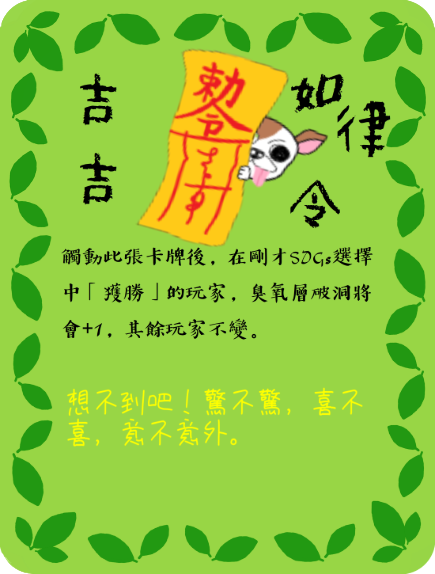 吉吉
如律令
勅令
觸動此張卡牌後，在剛才SDGs選擇
中「獲勝」的玩家，臭氧層破洞將
會+1，其餘玩家不變。
想不到吧！驚不驚，喜不
喜，意不意外。